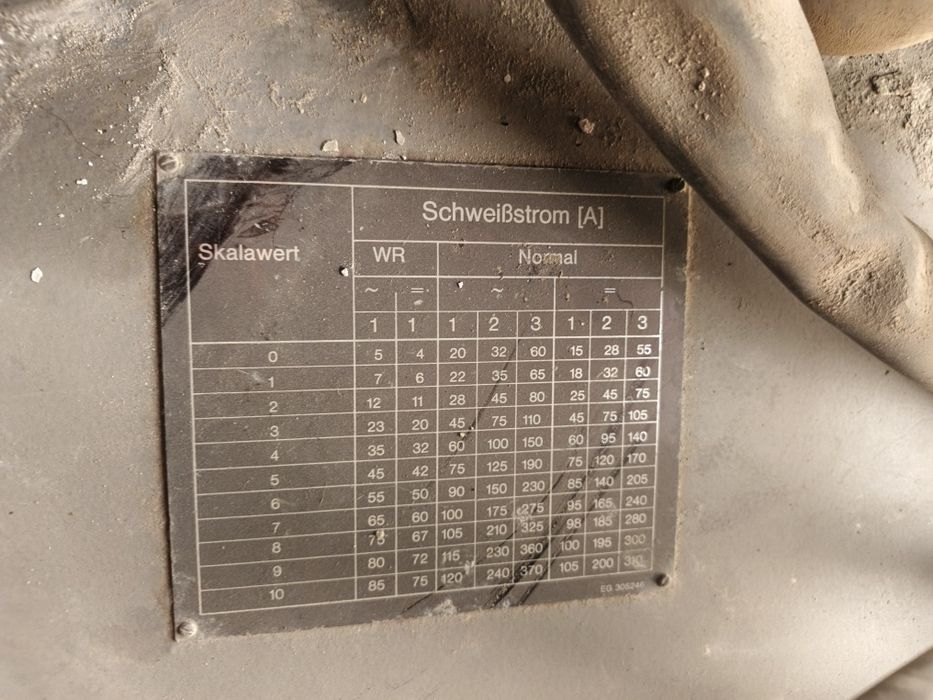 Schweißstrom [A]
Skalawert WR Normal
~ = ~ =
1 1 1 2 3 1 2 3
0 5 4 20 32 60 15 28 55
1 7 6 22 35 65 18 32 60
2 12 11 28 45 80 25 45 75
3 23 20 45 75 110 45 75 105
4 35 32 60 100 150 60 95 140
5 45 42 75 125 190 75 120 170
6 55 50 90 150 230 85 140 205
7 65 60 100 175 275 95 165 240
8 75 67 105 210 325 98 185 280
9 80 72 115 230 360 100 195 300
10 85 75 120 240 370 105 200 310
EG 305246